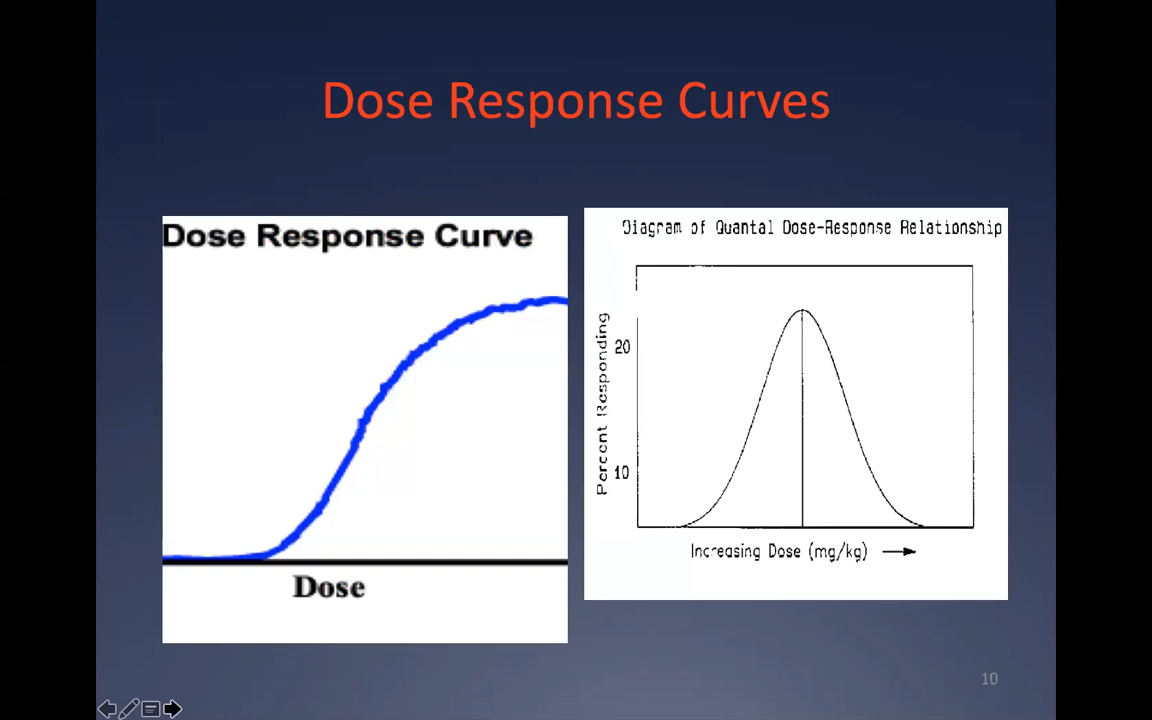 Dose Response Curves
Dose Response Curve
Dose
Diagram of Quantal Dose-Response Relationship
Percent Responding
20
10
Increasing Dose (mg/kg)
10